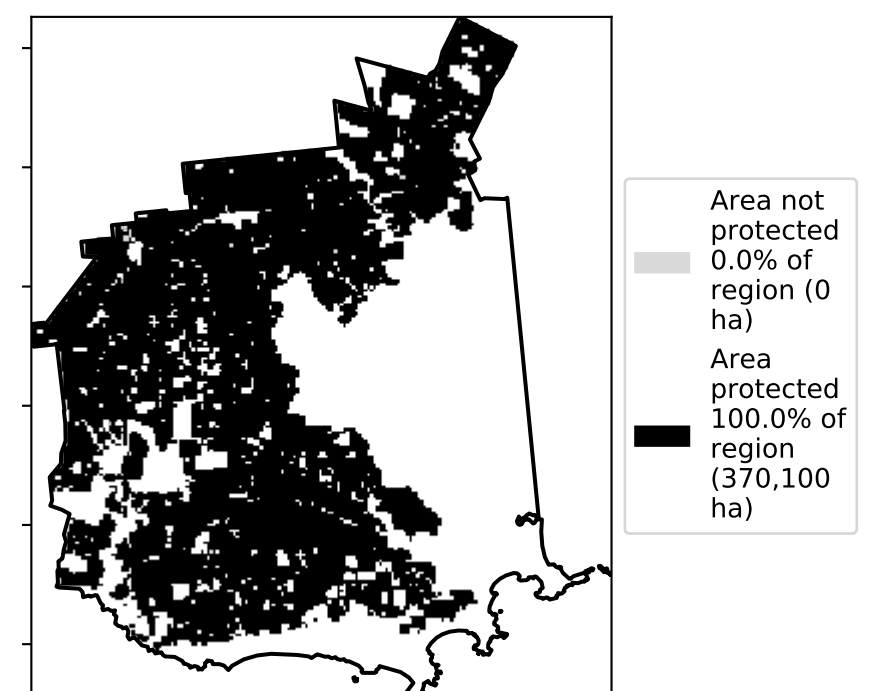 Area not
protected
0.0% of
region (0
ha)
Area
protected
100.0% of
region
(370,100
ha)